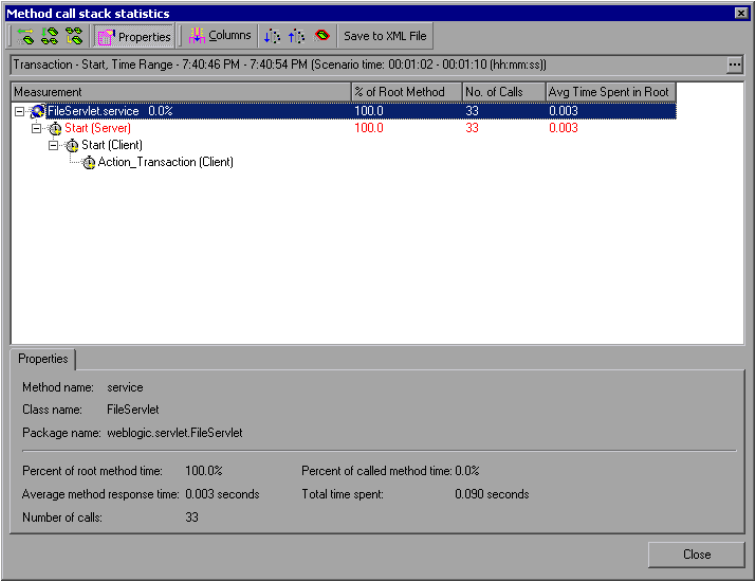 Method call stack statistics
Properties Columns Save to XML File
Transaction - Start, Time Range - 7:40:46 PM - 7:40:54 PM (Scenario time: 00:01:02 - 00:01:10 (hh:mm:ss)) ...
Measurement % of Root Method No. of Calls Avg Time Spent in Root
FileServlet.service 0.0% 100.0 33 0.003
Start (Server) 100.0 33 0.003
Start (Client)
Action_Transaction (Client)
Properties
Method name: service
Class name: FileServlet
Package name: weblogic.servlet.FileServlet
Percent of root method time: 100.0% Percent of called method time: 0.0%
Average method response time: 0.003 seconds Total time spent: 0.090 seconds
Number of calls: 33
Close